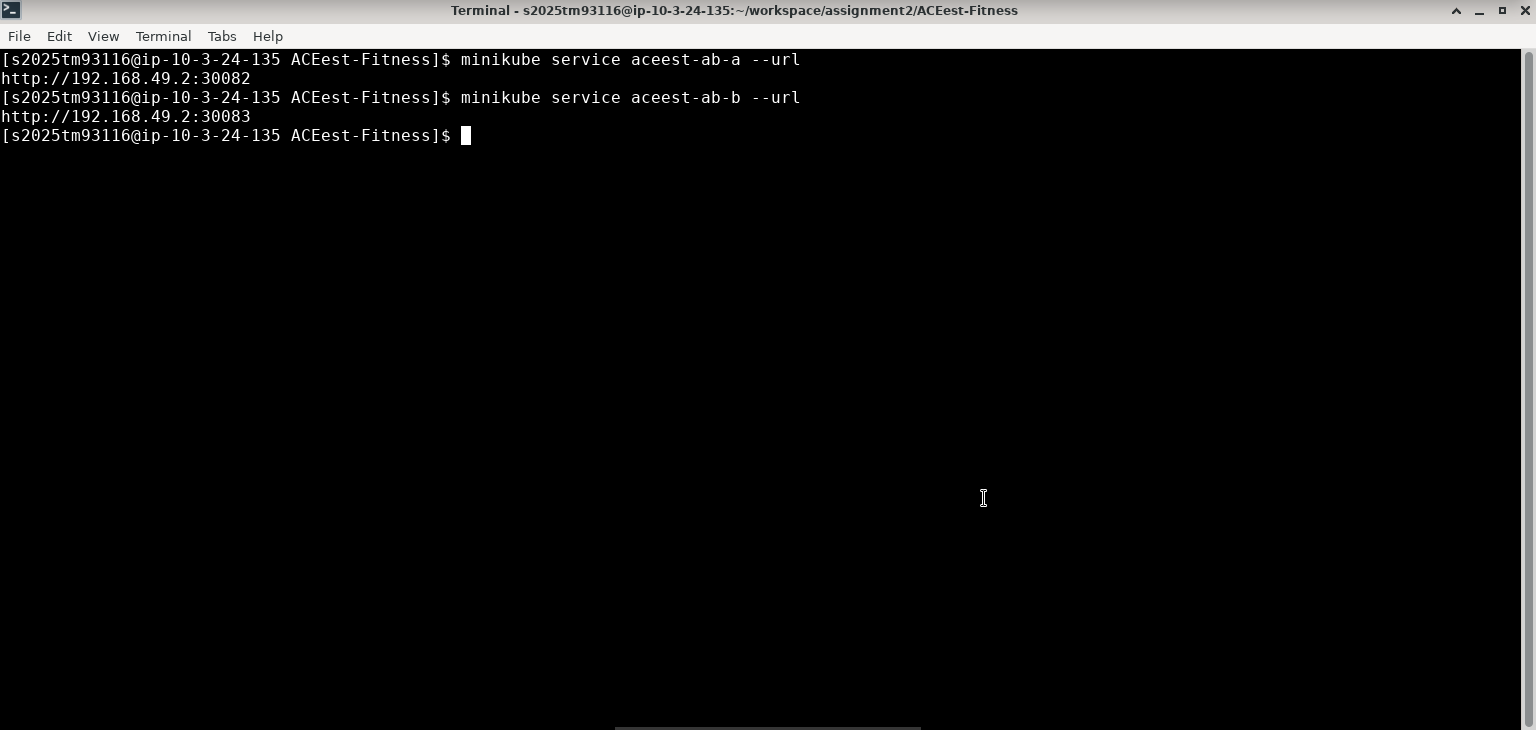 Terminal - s2025tm93116@ip-10-3-24-135:~/workspace/assignment2/ACEest-Fitness
File Edit View Terminal Tabs Help
[s2025tm93116@ip-10-3-24-135 ACEest-Fitness]$ minikube service aceest-ab-a --url
http://192.168.49.2:30082
[s2025tm93116@ip-10-3-24-135 ACEest-Fitness]$ minikube service aceest-ab-b --url
http://192.168.49.2:30083
[s2025tm93116@ip-10-3-24-135 ACEest-Fitness]$